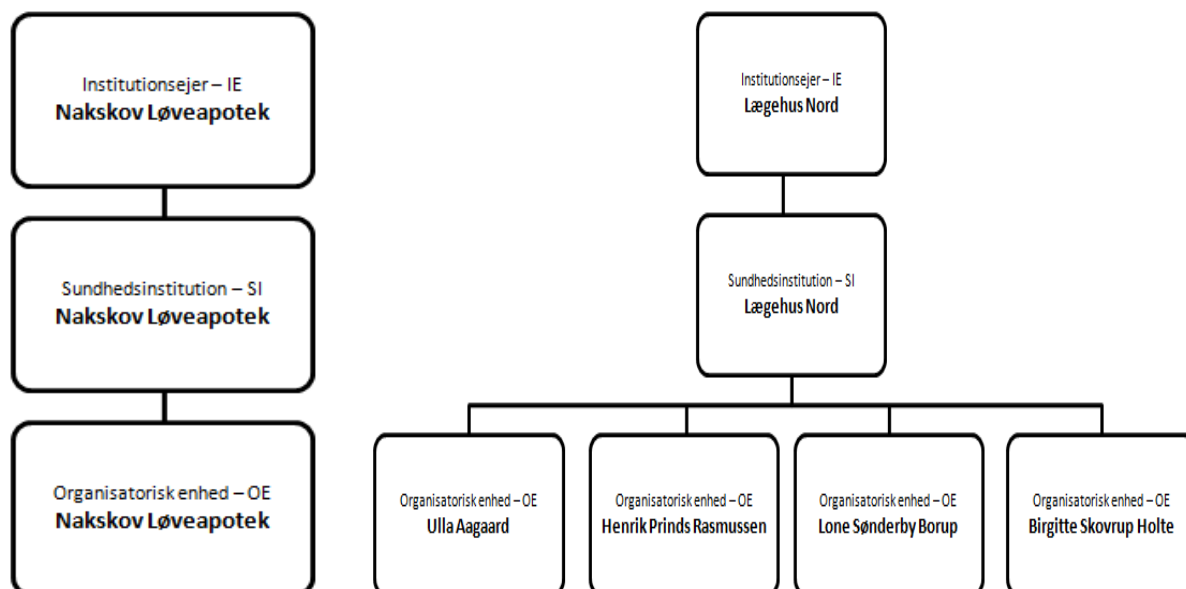 Institutionsejer – IE
Nakskov Løveapotek
Sundhedsinstitution – SI
Nakskov Løveapotek
Organisatorisk enhed – OE
Nakskov Løveapotek
Institutionsejer – IE
Lægehus Nord
Sundhedsinstitution – SI
Lægehus Nord
Organisatorisk enhed – OE
Ulla Aagaard
Organisatorisk enhed – OE
Henrik Prinds Rasmussen
Organisatorisk enhed – OE
Lone Sønderby Borup
Organisatorisk enhed – OE
Birgitte Skovrup Holte